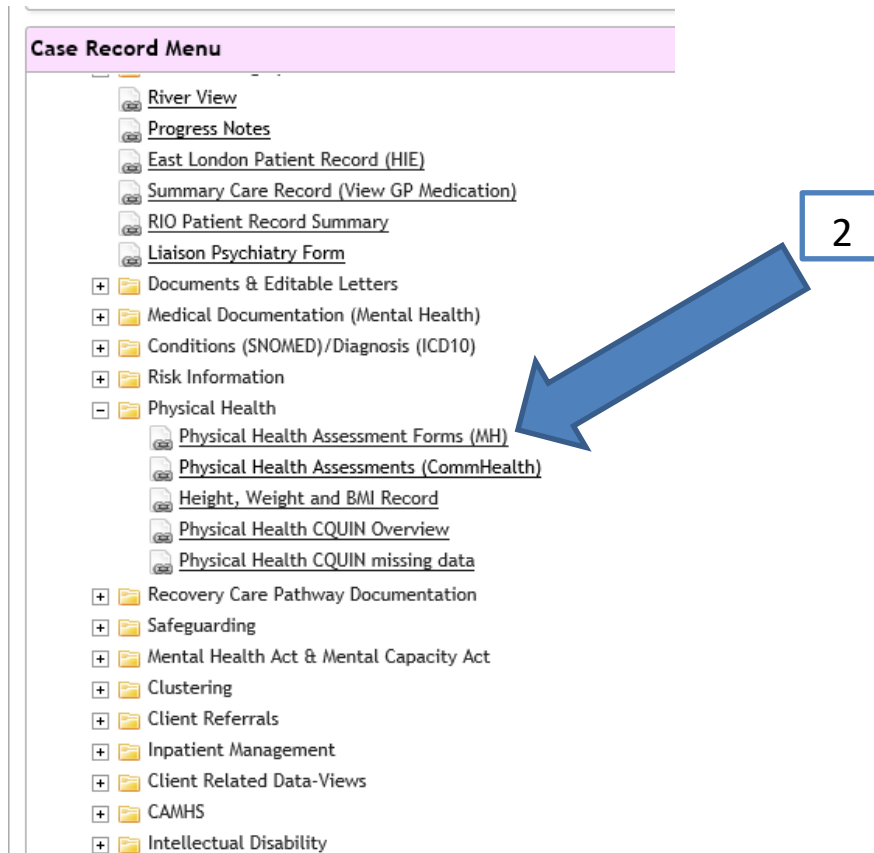 Case Record Menu
River View
Progress Notes
East London Patient Record (HIE)
Summary Care Record (View GP Medication)
2
RIO Patient Record Summary
Liaison Psychiatry Form
Documents & Editable Letters
Medical Documentation (Mental Health)
Conditions (SNOMED)/Diagnosis (ICD10)
Risk Information
Physical Health
Physical Health Assessment Forms (MH)
Physical Health Assessments (CommHealth)
Height, Weight and BMI Record
Physical Health CQUIN Overview
Physical Health CQUIN missing data
Recovery Care Pathway Documentation
Safeguarding
Mental Health Act & Mental Capacity Act
Clustering
Client Referrals
Inpatient Management
Client Related Data-Views
CAMHS
Intellectual Disability